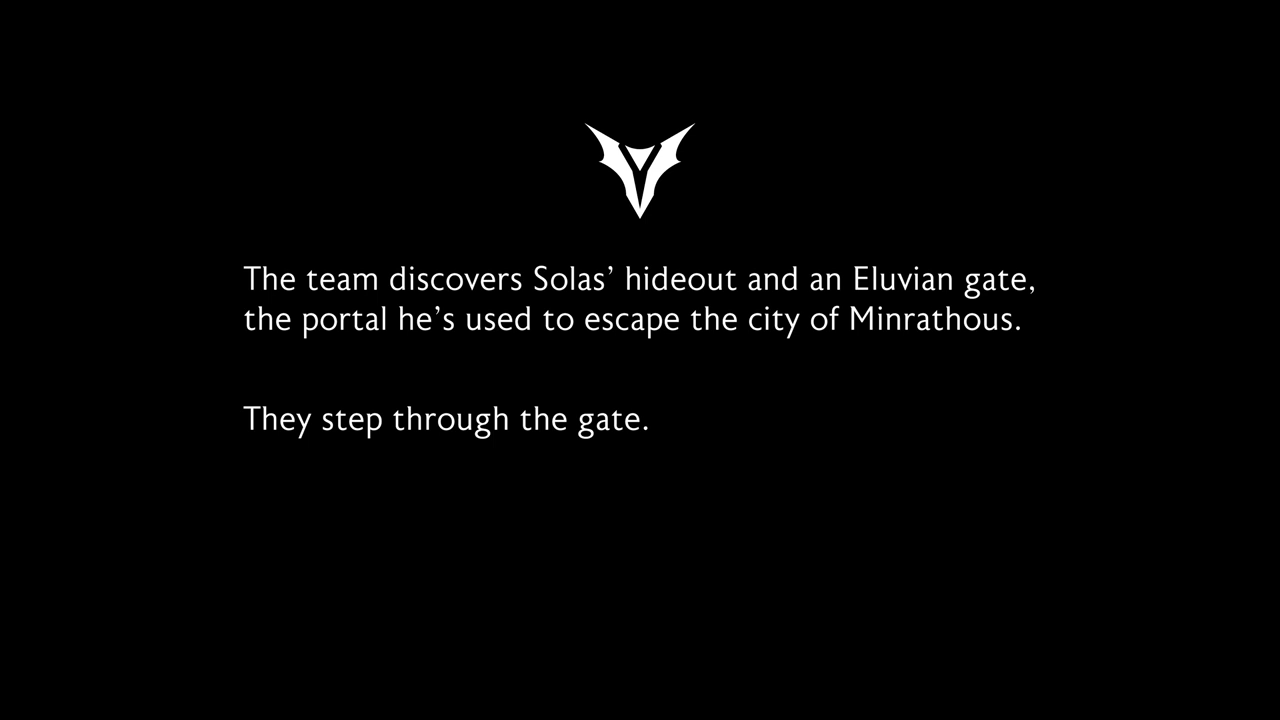 The team discovers Solas’ hideout and an Eluvian gate,
the portal he’s used to escape the city of Minrathous.
They step through the gate.